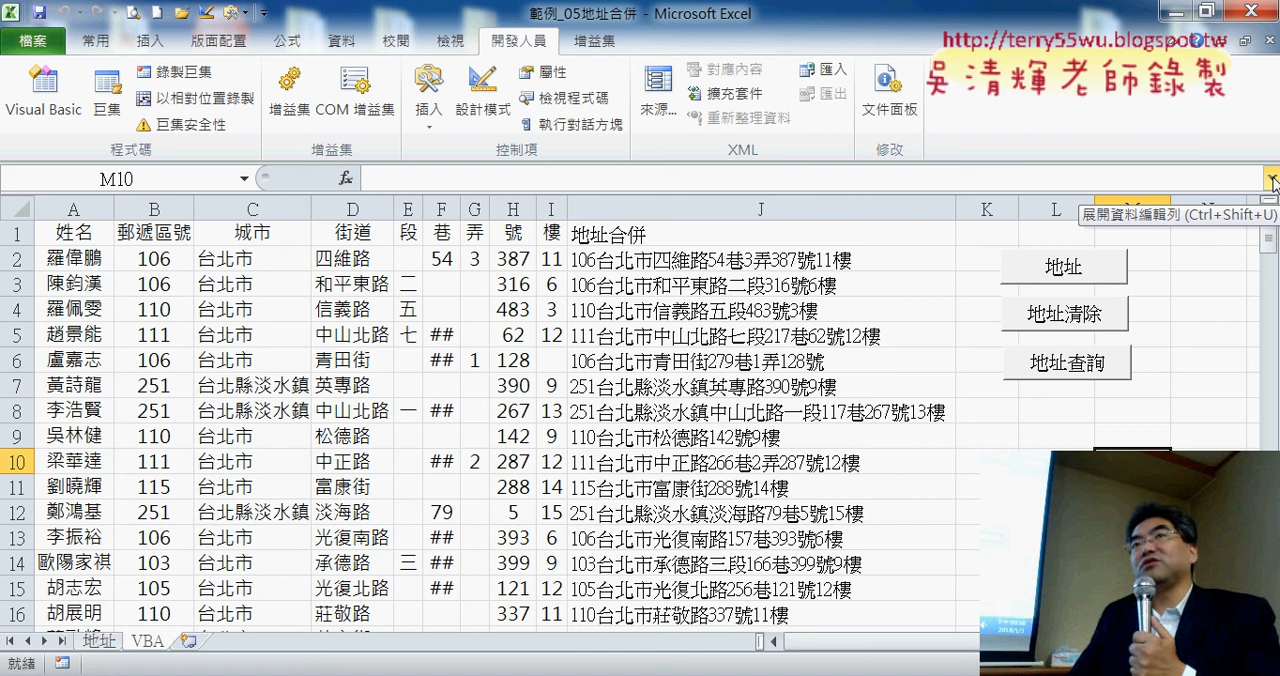 範例_05地址合併 - Microsoft Excel
檔案 常用 插入 版面配置 公式 資料 校閱 檢視 開發人員 增益集
http://terry55wu.blogspot.tw
吳清輝老師錄製
Visual Basic 巨集 錄製巨集 以相對位置錄製 巨集安全性 程式碼
增益集 COM 增益集 增益集
插入 設計模式 屬性 檢視程式碼 執行對話方塊 控制項
來源... 對應內容 擴充套件 重新整理資料 匯入 匯出 XML
文件面板 修改
M10 fx
展開資料編輯列 (Ctrl+Shift+U)
A B C D E F G H I J K L
1 姓名 郵遞區號 城市 街道 段 巷 弄 號 樓 地址合併
2 羅偉鵬 106 台北市 四維路 54 3 387 11 106台北市四維路54巷3弄387號11樓
3 陳鈞漢 106 台北市 和平東路 二 316 6 106台北市和平東路二段316號6樓
4 羅佩雯 110 台北市 信義路 五 483 3 110台北市信義路五段483號3樓
5 趙景能 111 台北市 中山北路 七 ## 62 12 111台北市中山北路七段217巷62號12樓
6 盧嘉志 106 台北市 青田街 ## 1 128 106台北市青田街279巷1弄128號
7 黃詩龍 251 台北縣淡水鎮 英專路 390 9 251台北縣淡水鎮英專路390號9樓
8 李浩賢 251 台北縣淡水鎮 中山北路 一 ## 267 13 251台北縣淡水鎮中山北路一段117巷267號13樓
9 吳林健 110 台北市 松德路 142 9 110台北市松德路142號9樓
10 梁華達 111 台北市 中正路 ## 2 287 12 111台北市中正路266巷2弄287號12樓
11 劉曉輝 115 台北市 富康街 288 14 115台北市富康街288號14樓
12 鄭鴻基 251 台北縣淡水鎮 淡海路 79 5 15 251台北縣淡水鎮淡海路79巷5號15樓
13 李振裕 106 台北市 光復南路 ## 393 6 106台北市光復南路157巷393號6樓
14 歐陽家祺 103 台北市 承德路 三 ## 399 9 103台北市承德路三段166巷399號9樓
15 胡志宏 105 台北市 光復北路 ## 121 12 105台北市光復北路256巷121號12樓
16 胡展明 110 台北市 莊敬路 337 11 110台北市莊敬路337號11樓
地址
地址清除
地址查詢
地址 VBA
就緒